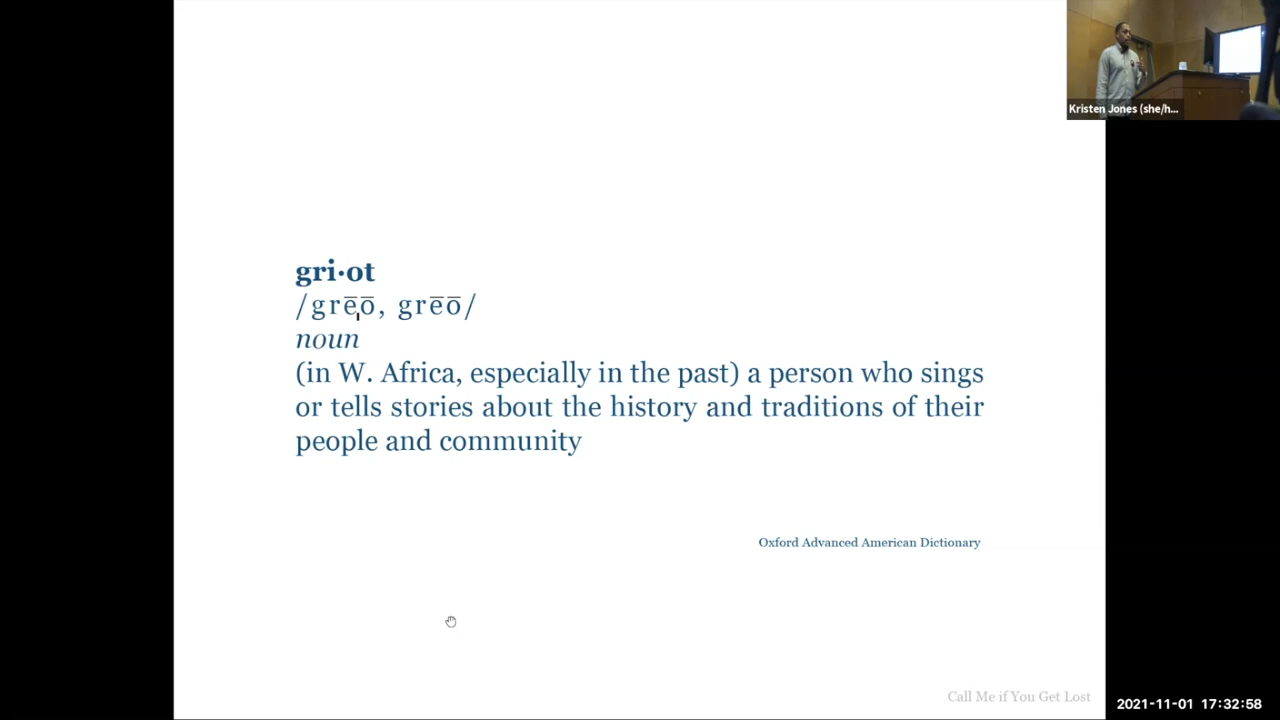 Kristen Jones (she/h...
gri·ot
/grē,ō, grēō/
noun
(in W. Africa, especially in the past) a person who sings
or tells stories about the history and traditions of their
people and community
Oxford Advanced American Dictionary
Call Me if You Get Lost
2021-11-01 17:32:58